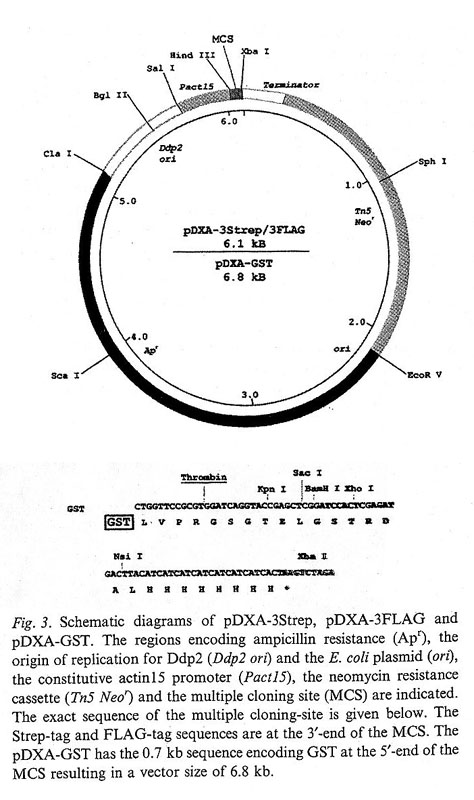 MCS
Hind III
Xba I
Sal I
Pact15
Terminator
Bgl II
6.0
Ddp2
ori
Cla I
Sph I
5.0
1.0
Tn5
Neoʳ
pDXA-3Strep/3FLAG
6.1 kB
pDXA-GST
6.8 kB
4.0
Apʳ
2.0
ori
Sca I
EcoR V
3.0
Thrombin
Kpn I
Sac I
BamH I
Xho I
GST
CTGGTTCCGCGTGGATCAGGTACCGAGCTCGGATCCACTCGAGAT
GST L V P R G S G T E L G S T R D
Nsi I
Xba I
A L H H H H H H H H *
Fig. 3. Schematic diagrams of pDXA-3Strep, pDXA-3FLAG and
pDXA-GST. The regions encoding ampicillin resistance (Apʳ), the
origin of replication for Ddp2 (Ddp2 ori) and the E. coli plasmid (ori),
the constitutive actin15 promoter (Pact15), the neomycin resistance
cassette (Tn5 Neoʳ) and the multiple cloning site (MCS) are indicated.
The exact sequence of the multiple cloning-site is given below. The
Strep-tag and FLAG-tag sequences are at the 3′-end of the MCS. The
pDXA-GST has the 0.7 kb sequence encoding GST at the 5′-end of the
MCS resulting in a vector size of 6.8 kb.